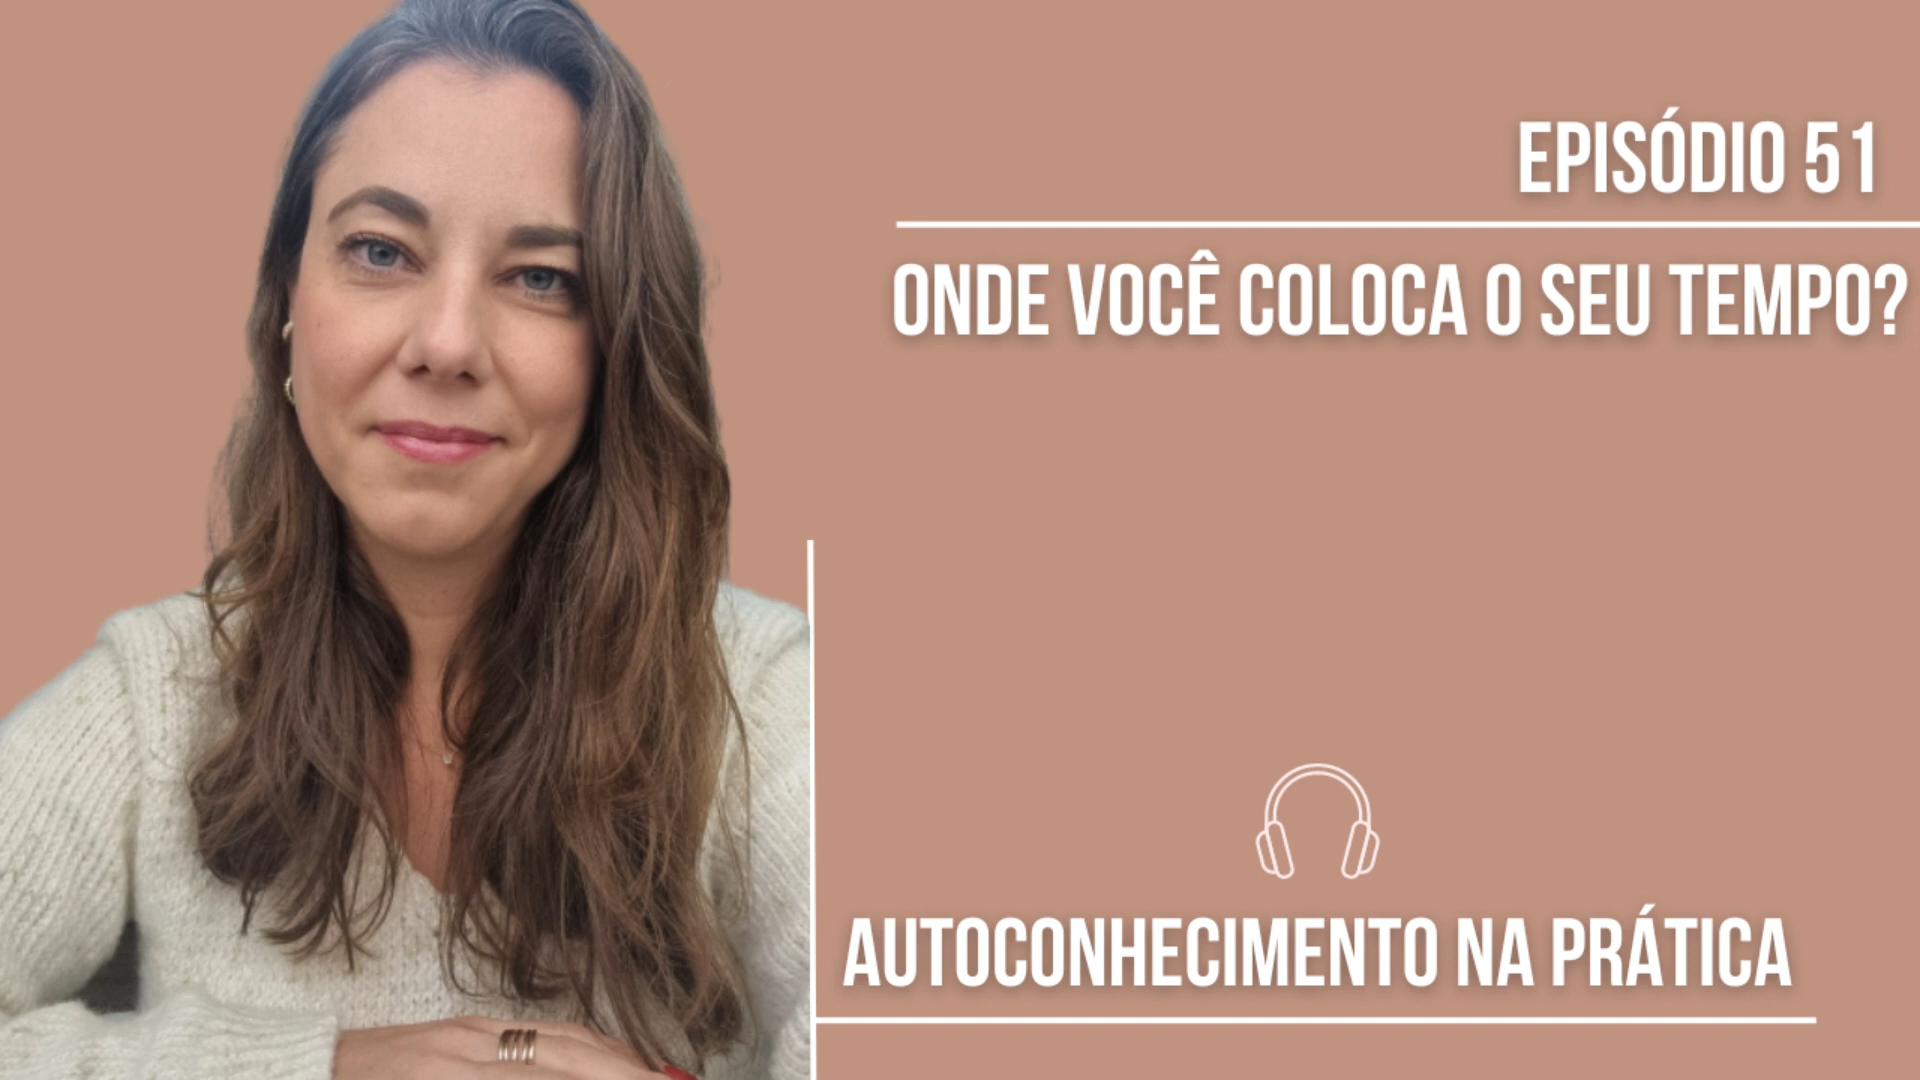 EPISÓDIO 51
ONDE VOCÊ COLOCA O SEU TEMPO?
AUTOCONHECIMENTO NA PRÁTICA